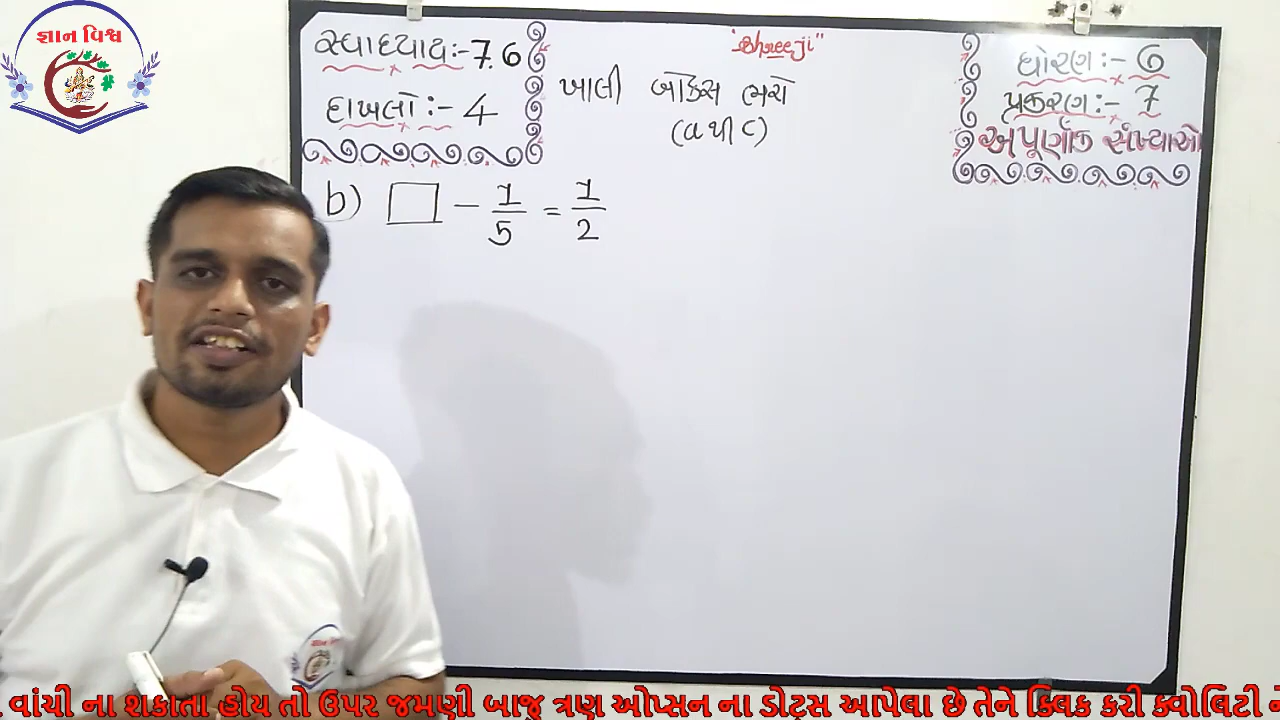 જ્ઞાન વિશ્વ
સ્વાધ્યાય:- 7.6
દાખલો :- 4
"Shreeji"
ખાલી બોક્સ ભરો
ધોરણ :- 6
પ્રકરણ :- 7
અપૂર્ણાંક સંખ્યાઓ
b) □ - 1/5 = 1/2
વાંચી ના શકાતા હોય તો ઉપર જમણી બાજુ ત્રણ ઓપ્સન ના ડોટ્સ આપેલા છે તેને ક્લિક કરી ક્વોલિટી